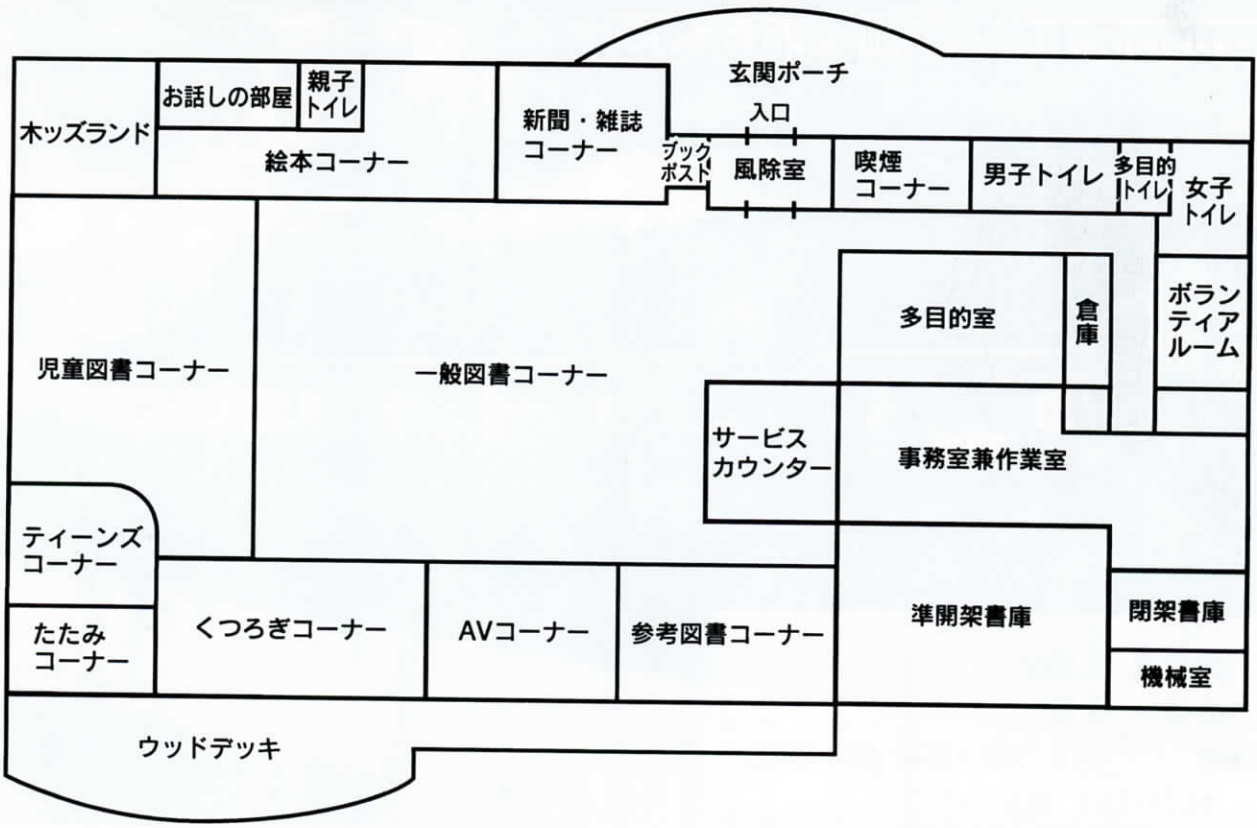 玄関ポーチ
入口
木ッズランド
お話しの部屋
親子
トイレ
絵本コーナー
新聞・雑誌
コーナー
ブック
ポスト
風除室
喫煙
コーナー
男子トイレ
多目的
トイレ
女子
トイレ
多目的室
倉庫
ボラン
ティア
ルーム
児童図書コーナー
一般図書コーナー
サービス
カウンター
事務室兼作業室
ティーンズ
コーナー
たたみ
コーナー
くつろぎコーナー
AVコーナー
参考図書コーナー
準開架書庫
閉架書庫
機械室
ウッドデッキ